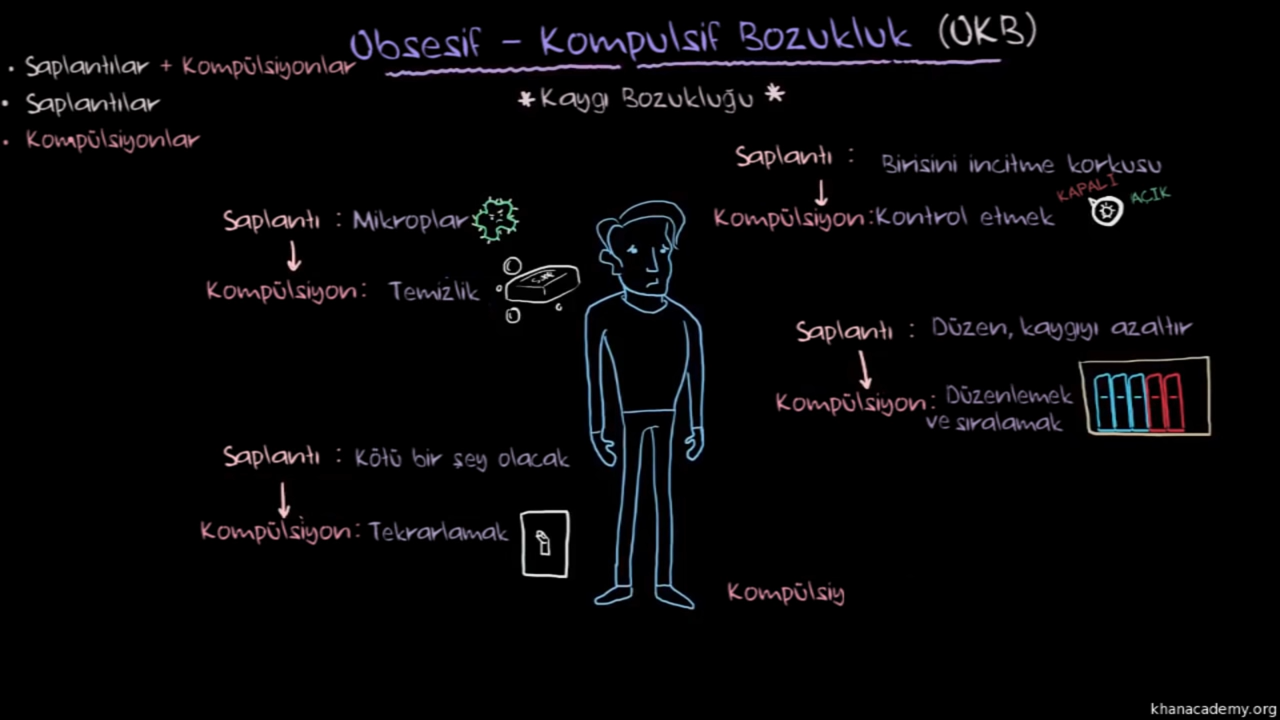 Obsesif - Kompulsif Bozukluk (OKB)
* Kaygı Bozukluğu *
• Saplantılar + Kompülsiyonlar
• Saplantılar
• Kompülsiyonlar
Saplantı : Mikroplar
Kompülsiyon: Temizlik
Soap
Saplantı : Kötü bir şey olacak
Kompülsiyon: Tekrarlamak
Saplantı : Birisini incitme korkusu
Kompülsiyon: Kontrol etmek
KAPALI AÇIK
Saplantı : Düzen, kaygıyı azaltır
Kompülsiyon: Düzenlemek
ve sıralamak
Kompülsiy
khanacademy.org